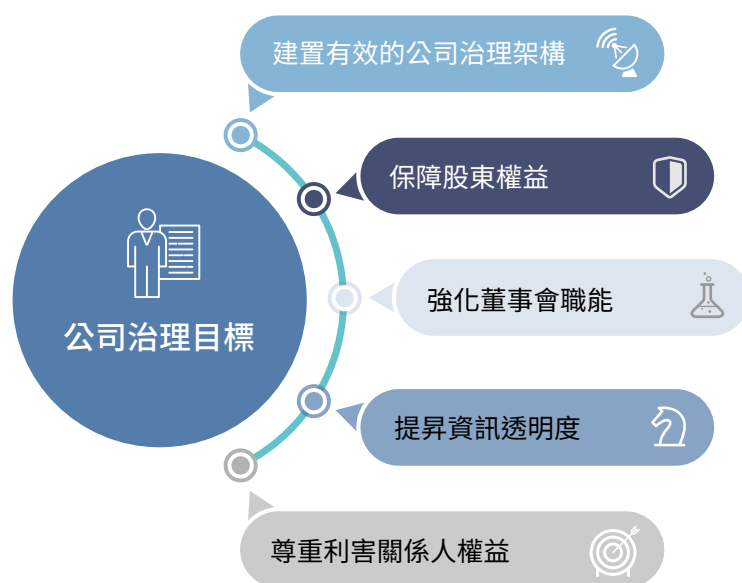 建置有效的公司治理架構
保障股東權益
公司治理目標
強化董事會職能
提昇資訊透明度
尊重利害關係人權益